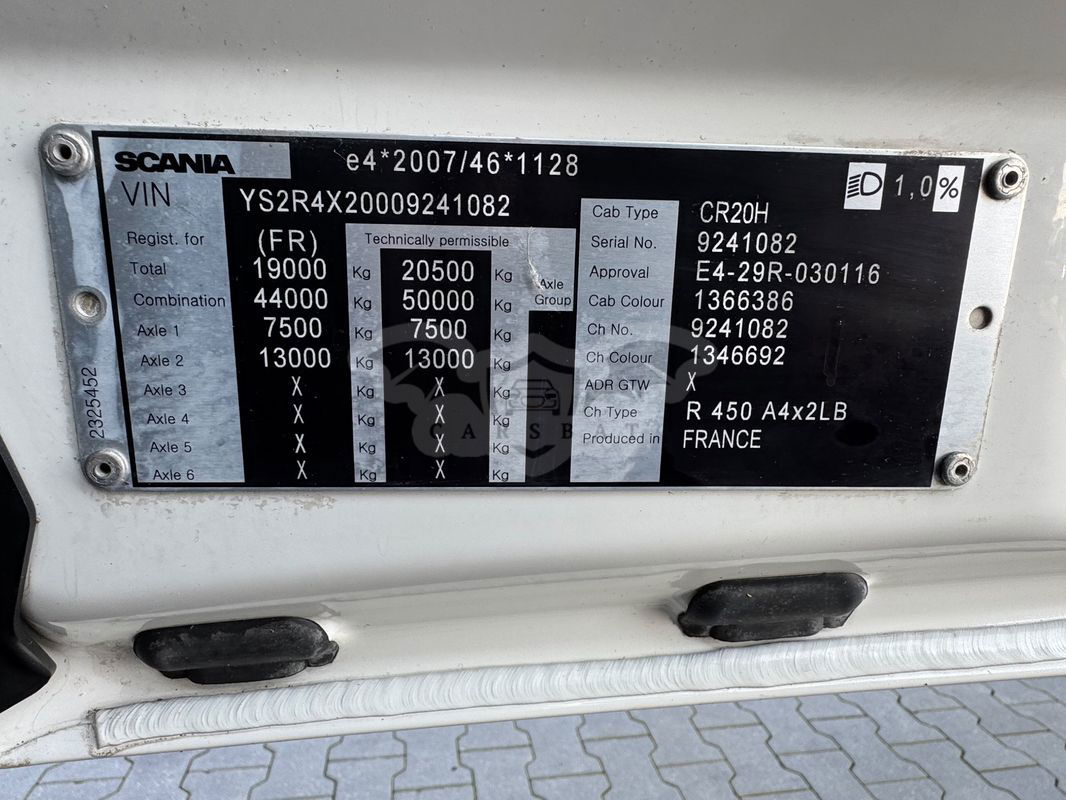 SCANIA e4*2007/46*1128 1,0%
VIN YS2R4X20009241082
Regist. for (FR) Technically permissible
Total 19000 Kg 20500 Kg Axle Group
Combination 44000 Kg 50000 Kg
Axle 1 7500 Kg 7500 Kg
Axle 2 13000 Kg 13000 Kg
Axle 3 X Kg X Kg
Axle 4 X Kg X Kg
Axle 5 X Kg X Kg
Axle 6 X Kg X Kg
Cab Type CR20H
Serial No. 9241082
Approval E4-29R-030116
Cab Colour 1366386
Ch No. 9241082
Ch Colour 1346692
ADR GTW X
Ch Type R 450 A4x2LB
Produced in FRANCE
2325452
CARSBAT